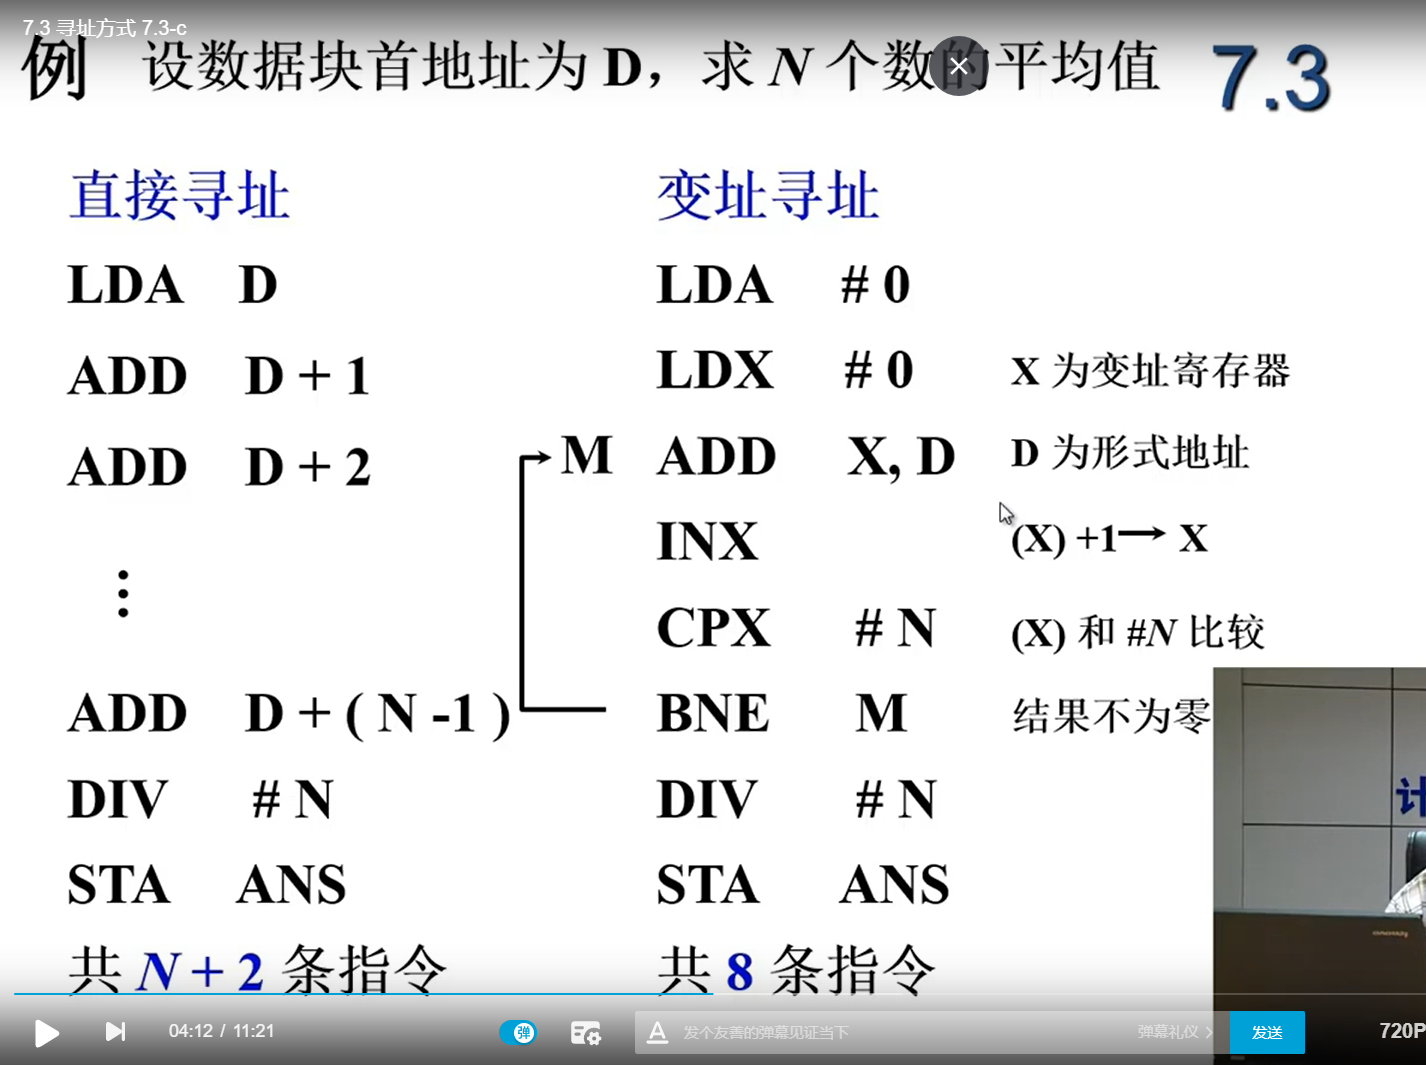 7.3 寻址方式 7.3-c
例 设数据块首地址为 D，求 N 个数的平均值 7.3
直接寻址
LDA D
ADD D + 1
ADD D + 2
⋮
ADD D + ( N -1 )
DIV # N
STA ANS
共 N + 2 条指令
变址寻址
LDA # 0
LDX # 0 X 为变址寄存器
M ADD X, D D 为形式地址
INX (X) +1→ X
CPX # N (X) 和 #N 比较
BNE M 结果不为零
DIV # N
STA ANS
共 8 条指令
计
04:12 / 11:21 弹 A 发个友善的弹幕见证当下 弹幕礼仪 > 发送 720P